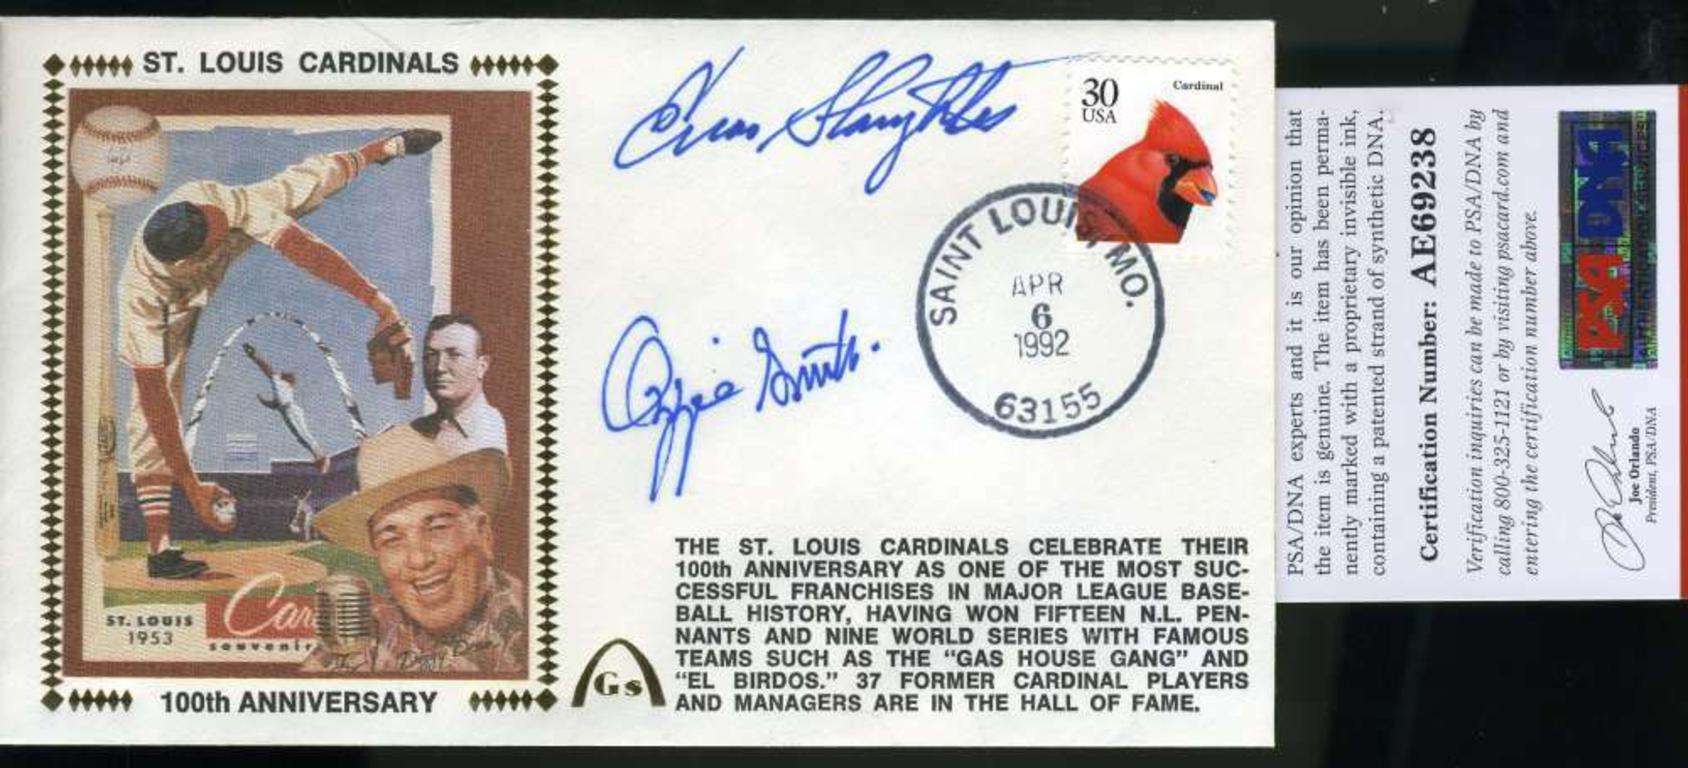 ST. LOUIS CARDINALS
ST. LOUIS
1953
Car
souvenir
100th ANNIVERSARY
Enos Slaughter
Ozzie Smith
30
USA
Cardinal
SAINT LOUIS, MO.
APR
6
1992
63155
Gs
THE ST. LOUIS CARDINALS CELEBRATE THEIR
100th ANNIVERSARY AS ONE OF THE MOST SUC-
CESSFUL FRANCHISES IN MAJOR LEAGUE BASE-
BALL HISTORY, HAVING WON FIFTEEN N.L. PEN-
NANTS AND NINE WORLD SERIES WITH FAMOUS
TEAMS SUCH AS THE “GAS HOUSE GANG” AND
“EL BIRDOS.” 37 FORMER CARDINAL PLAYERS
AND MANAGERS ARE IN THE HALL OF FAME.
PSA/DNA experts and it is our opinion that
the item is genuine. The item has been perma-
nently marked with a proprietary invisible ink,
containing a patented strand of synthetic DNA.
Certification Number: AE69238
Verification inquiries can be made to PSA/DNA by
calling 800-325-1121 or by visiting psacard.com and
entering the certification number above.
PSA DNA
Joe Orlando
President, PSA/DNA